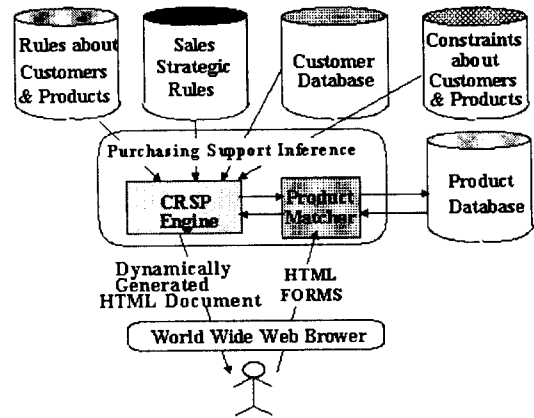 Rules about
Customers
& Products
Sales
Strategic
Rules
Customer
Database
Constraints
about
Customers
& Products
Purchasing Support Inference
CRSP
Engine
Product
Matcher
Product
Database
Dynamically
Generated
HTML Document
HTML
FORMS
World Wide Web Brower